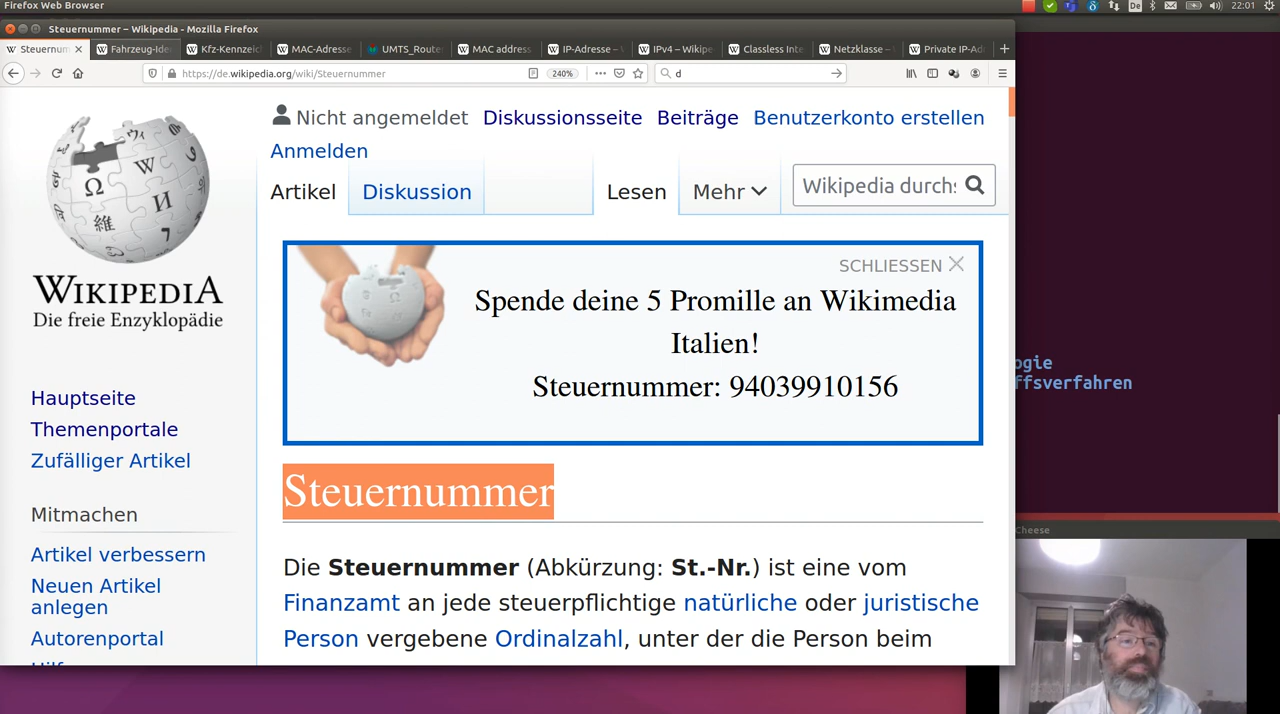 Firefox Web Browser
De
22:01
Steuernummer – Wikipedia - Mozilla Firefox
Steuernum
Fahrzeug-Ide
Kfz-Kennzeic
MAC-Adresse
UMTS_Route
MAC address
IP-Adresse –
IPv4 – Wikipe
Classless Inte
Netzklasse –
Private IP-Ad
https://de.wikipedia.org/wiki/Steuernummer
240%
d
Nicht angemeldet Diskussionsseite Beiträge Benutzerkonto erstellen
Anmelden
Artikel Diskussion Lesen Mehr Wikipedia durchs
WIKIPEDIA
Die freie Enzyklopädie
SCHLIESSEN
Spende deine 5 Promille an Wikimedia
Italien!
Steuernummer: 94039910156
Hauptseite
Themenportale
Zufälliger Artikel
Mitmachen
Artikel verbessern
Neuen Artikel
anlegen
Autorenportal
Steuernummer
Die Steuernummer (Abkürzung: St.-Nr.) ist eine vom
Finanzamt an jede steuerpflichtige natürliche oder juristische
Person vergebene Ordinalzahl, unter der die Person beim
ogie
ffsverfahren
Cheese